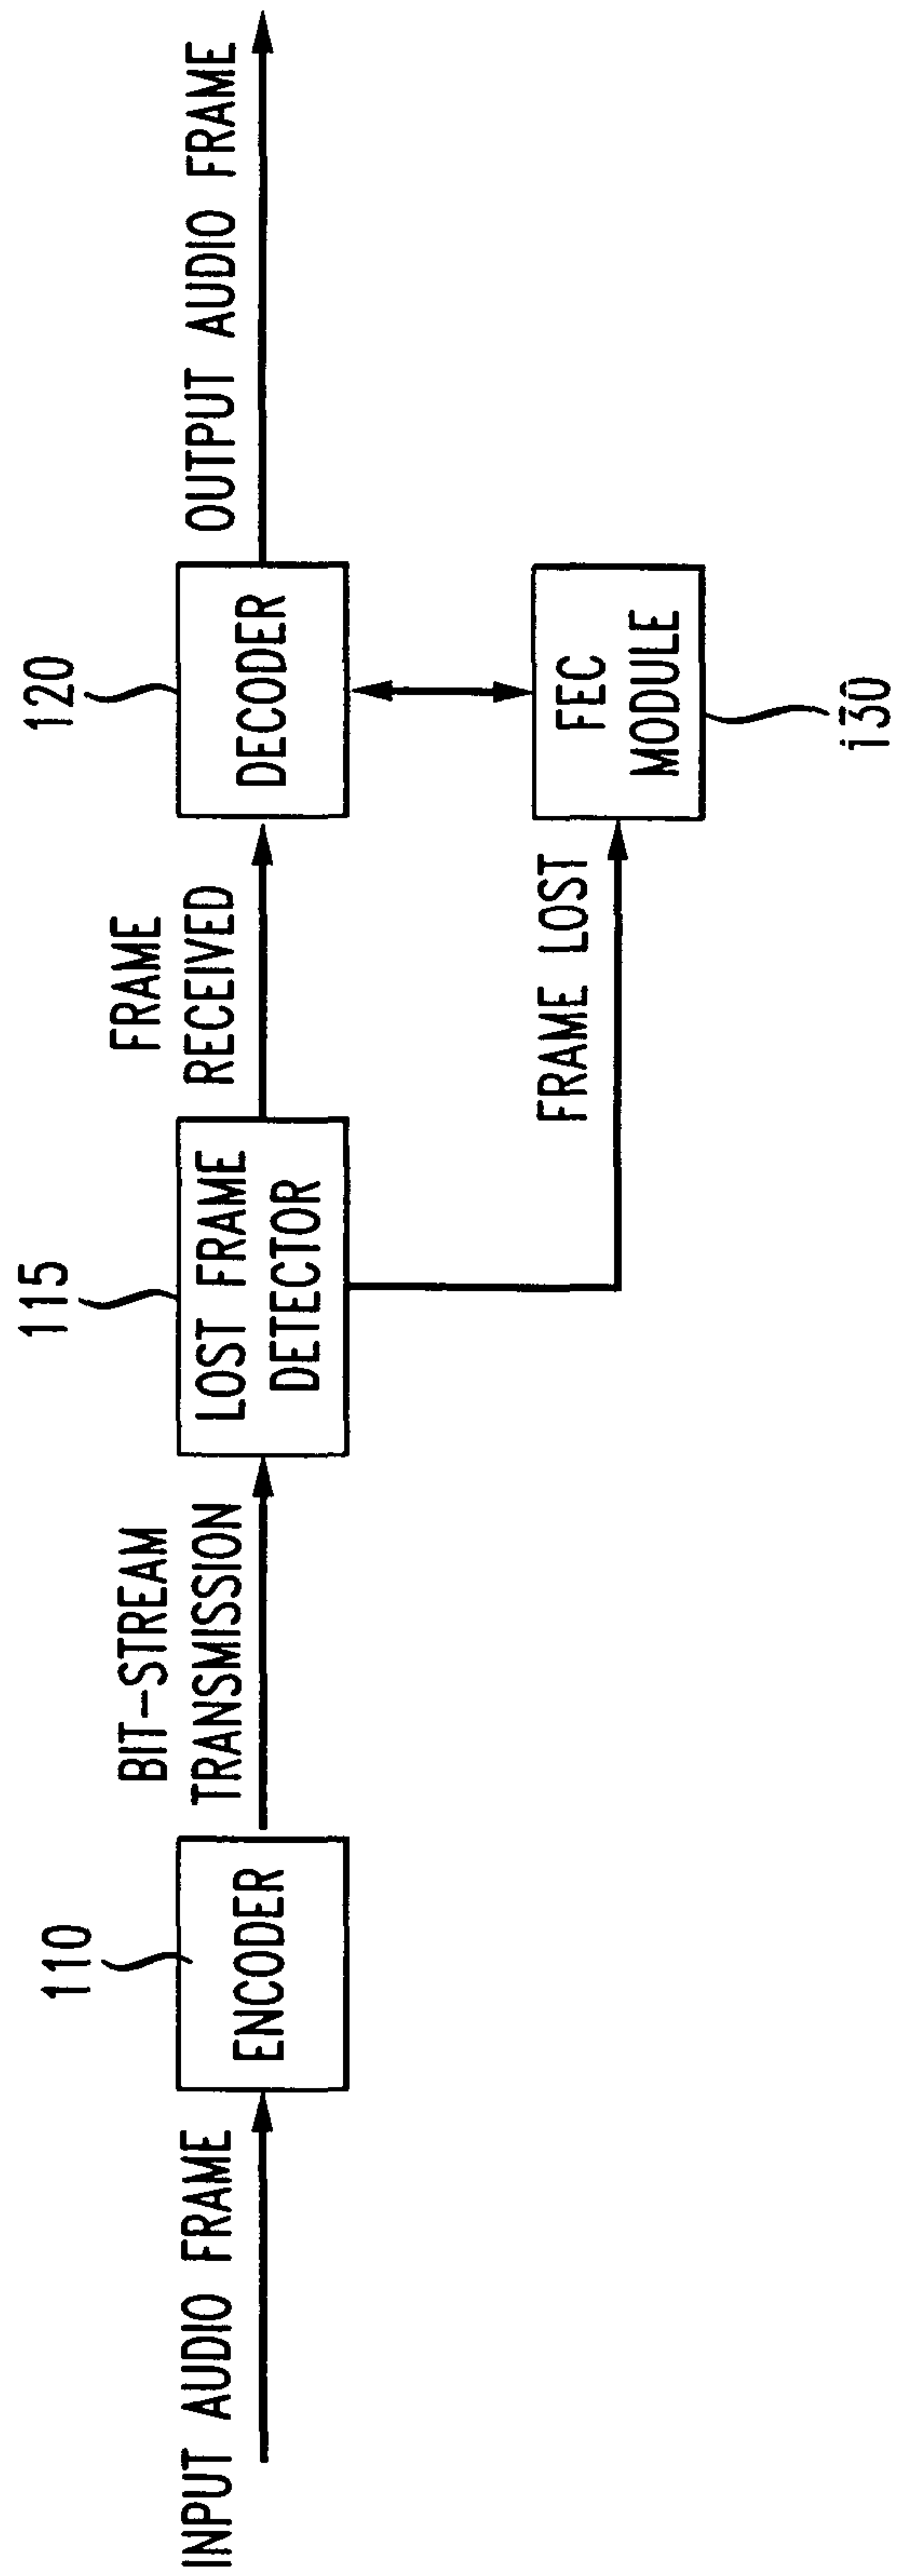 INPUT AUDIO FRAME
110
ENCODER
BIT-STREAM
TRANSMISSION
115
LOST FRAME
DETECTOR
FRAME
RECEIVED
FRAME LOST
120
DECODER
FEC
MODULE
130
OUTPUT AUDIO FRAME